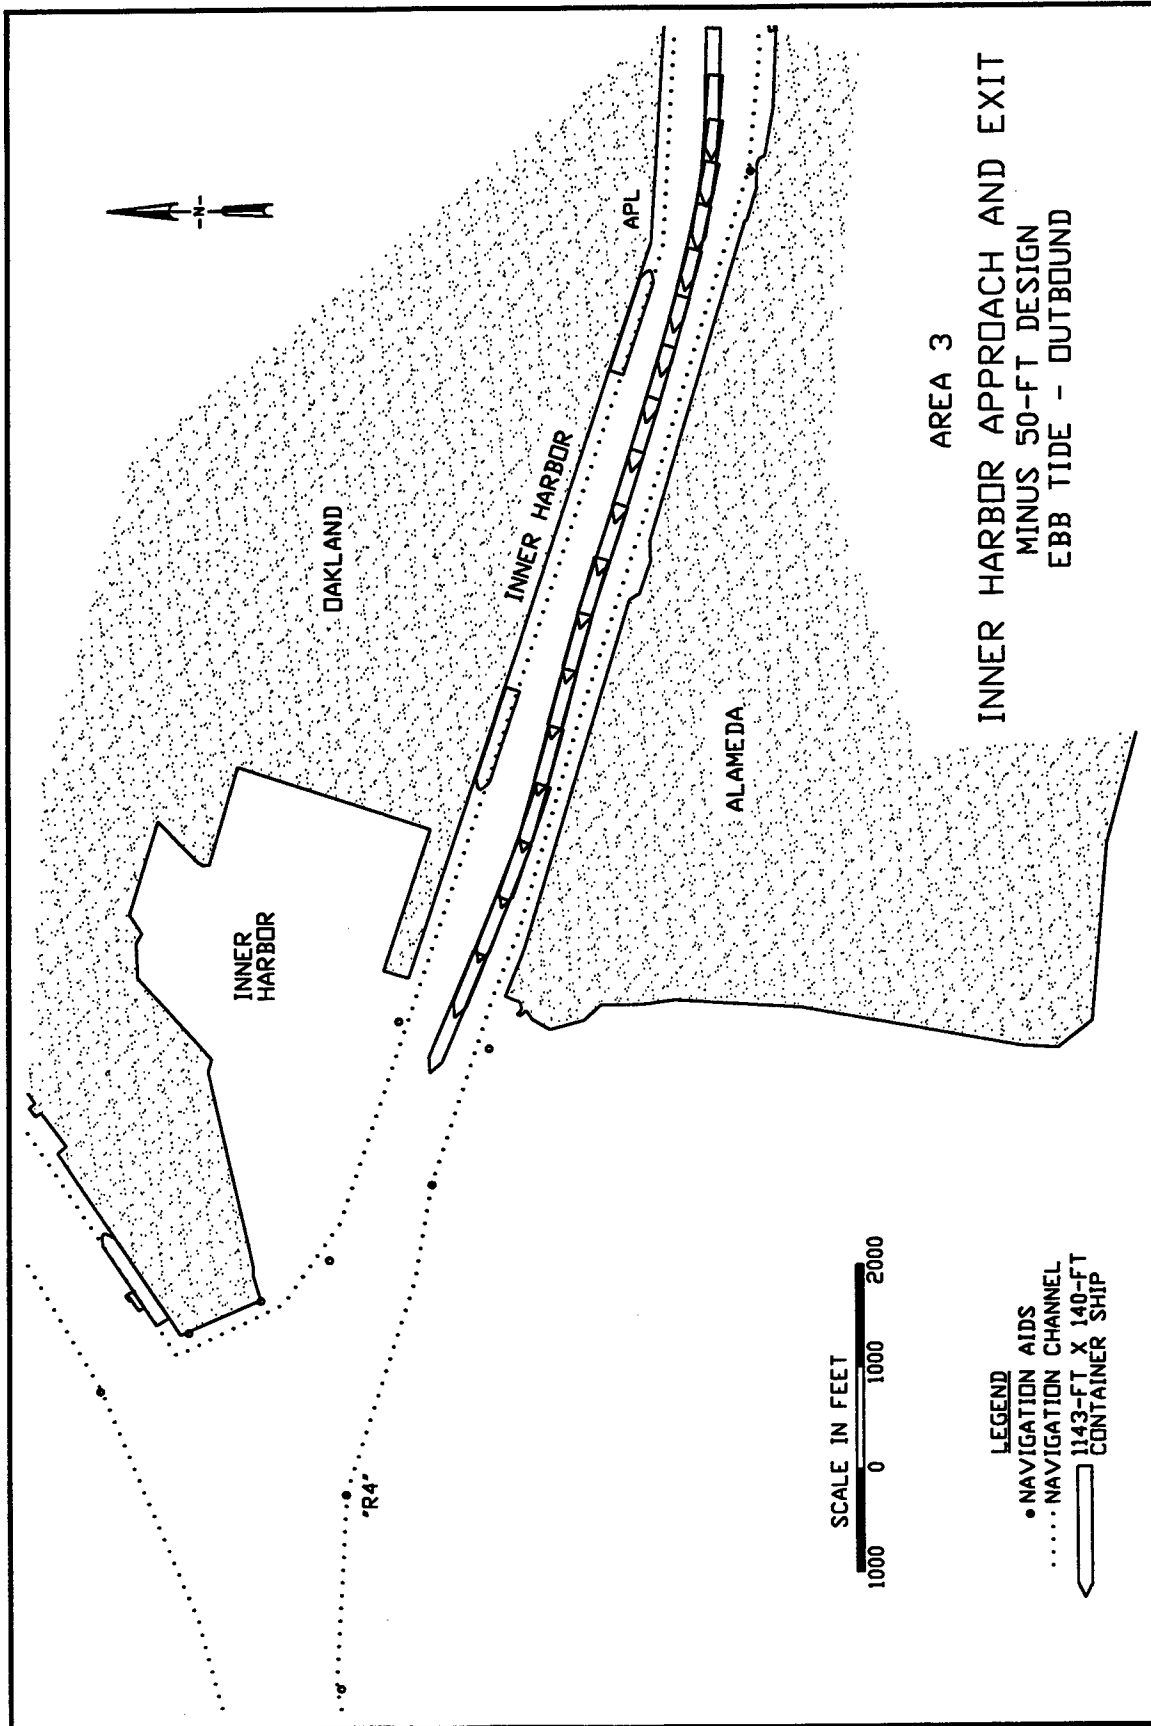 -N-
APL
INNER HARBOR
OAKLAND
INNER
HARBOR
ALAMEDA
"R4"
AREA 3
INNER HARBOR APPROACH AND EXIT
MINUS 50-FT DESIGN
EBB TIDE - OUTBOUND
SCALE IN FEET
1000 0 1000 2000
LEGEND
NAVIGATION AIDS
NAVIGATION CHANNEL
1143-FT X 140-FT
CONTAINER SHIP